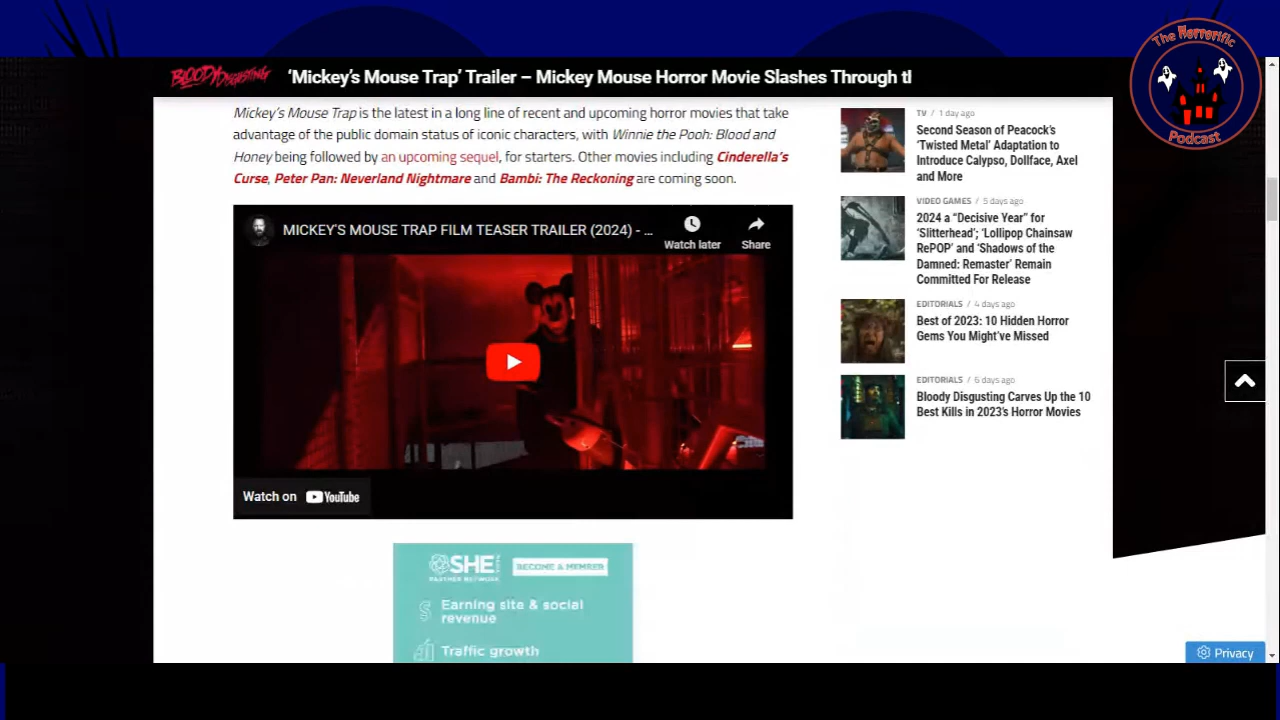 The Horrorific
Podcast
BLOODY DISGUSTING
‘Mickey’s Mouse Trap’ Trailer – Mickey Mouse Horror Movie Slashes Through tl
Mickey’s Mouse Trap is the latest in a long line of recent and upcoming horror movies that take
advantage of the public domain status of iconic characters, with Winnie the Pooh: Blood and
Honey being followed by an upcoming sequel, for starters. Other movies including Cinderella’s
Curse, Peter Pan: Neverland Nightmare and Bambi: The Reckoning are coming soon.
MICKEY'S MOUSE TRAP FILM TEASER TRAILER (2024) - ...
Watch later
Share
Watch on YouTube
SHE
PARTNER NETWORK
BECOME A MEMBER
Earning site & social
revenue
Traffic growth
TV / 1 day ago
Second Season of Peacock’s
‘Twisted Metal’ Adaptation to
Introduce Calypso, Dollface, Axel
and More
VIDEO GAMES / 5 days ago
2024 a “Decisive Year” for
‘Slitterhead’; ‘Lollipop Chainsaw
RePOP’ and ‘Shadows of the
Damned: Remaster’ Remain
Committed For Release
EDITORIALS / 4 days ago
Best of 2023: 10 Hidden Horror
Gems You Might’ve Missed
EDITORIALS / 6 days ago
Bloody Disgusting Carves Up the 10
Best Kills in 2023’s Horror Movies
Privacy